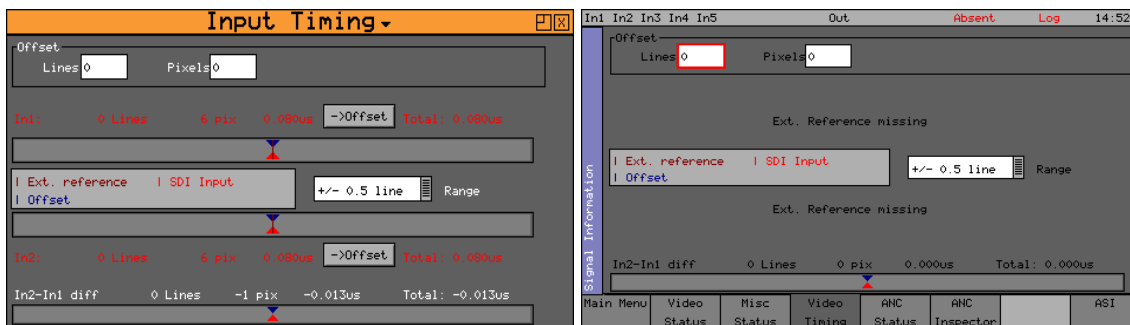 Input Timing
Offset
Lines 0 Pixels 0
In1: 0 Lines 6 pix 0.080us ->Offset Total: 0.080us
| Ext. reference | SDI Input
| Offset
+/- 0.5 line Range
In2: 0 Lines 6 pix 0.080us ->Offset Total: 0.080us
In2-In1 diff 0 Lines -1 pix -0.013us Total: -0.013us
In1 In2 In3 In4 In5 Out Absent Log 14:52
Signal Information
Offset
Lines 0 Pixels 0
Ext. Reference missing
| Ext. reference | SDI Input
| Offset
+/- 0.5 line Range
Ext. Reference missing
In2-In1 diff 0 Lines 0 pix 0.000us Total: 0.000us
Main Menu Video Status Misc Status Video Timing ANC Status ANC Inspector ASI